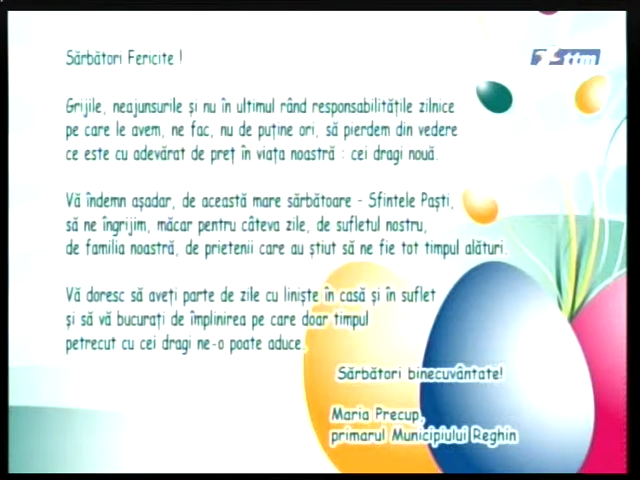 Sărbători Fericite !
ttm
Grijile, neajunsurile și nu în ultimul rând responsabilitățile zilnice
pe care le avem, ne fac, nu de puține ori, să pierdem din vedere
ce este cu adevărat de preț în viața noastră : cei dragi nouă.
Vă îndemn așadar, de această mare sărbătoare - Sfintele Paști,
să ne îngrijim, măcar pentru câteva zile, de sufletul nostru,
de familia noastră, de prietenii care au știut să ne fie tot timpul alături.
Vă doresc să aveți parte de zile cu liniște în casă și în suflet
și să vă bucurați de împlinirea pe care doar timpul
petrecut cu cei dragi ne-o poate aduce.
Sărbători binecuvântate!
Maria Precup,
primarul Municipiului Reghin